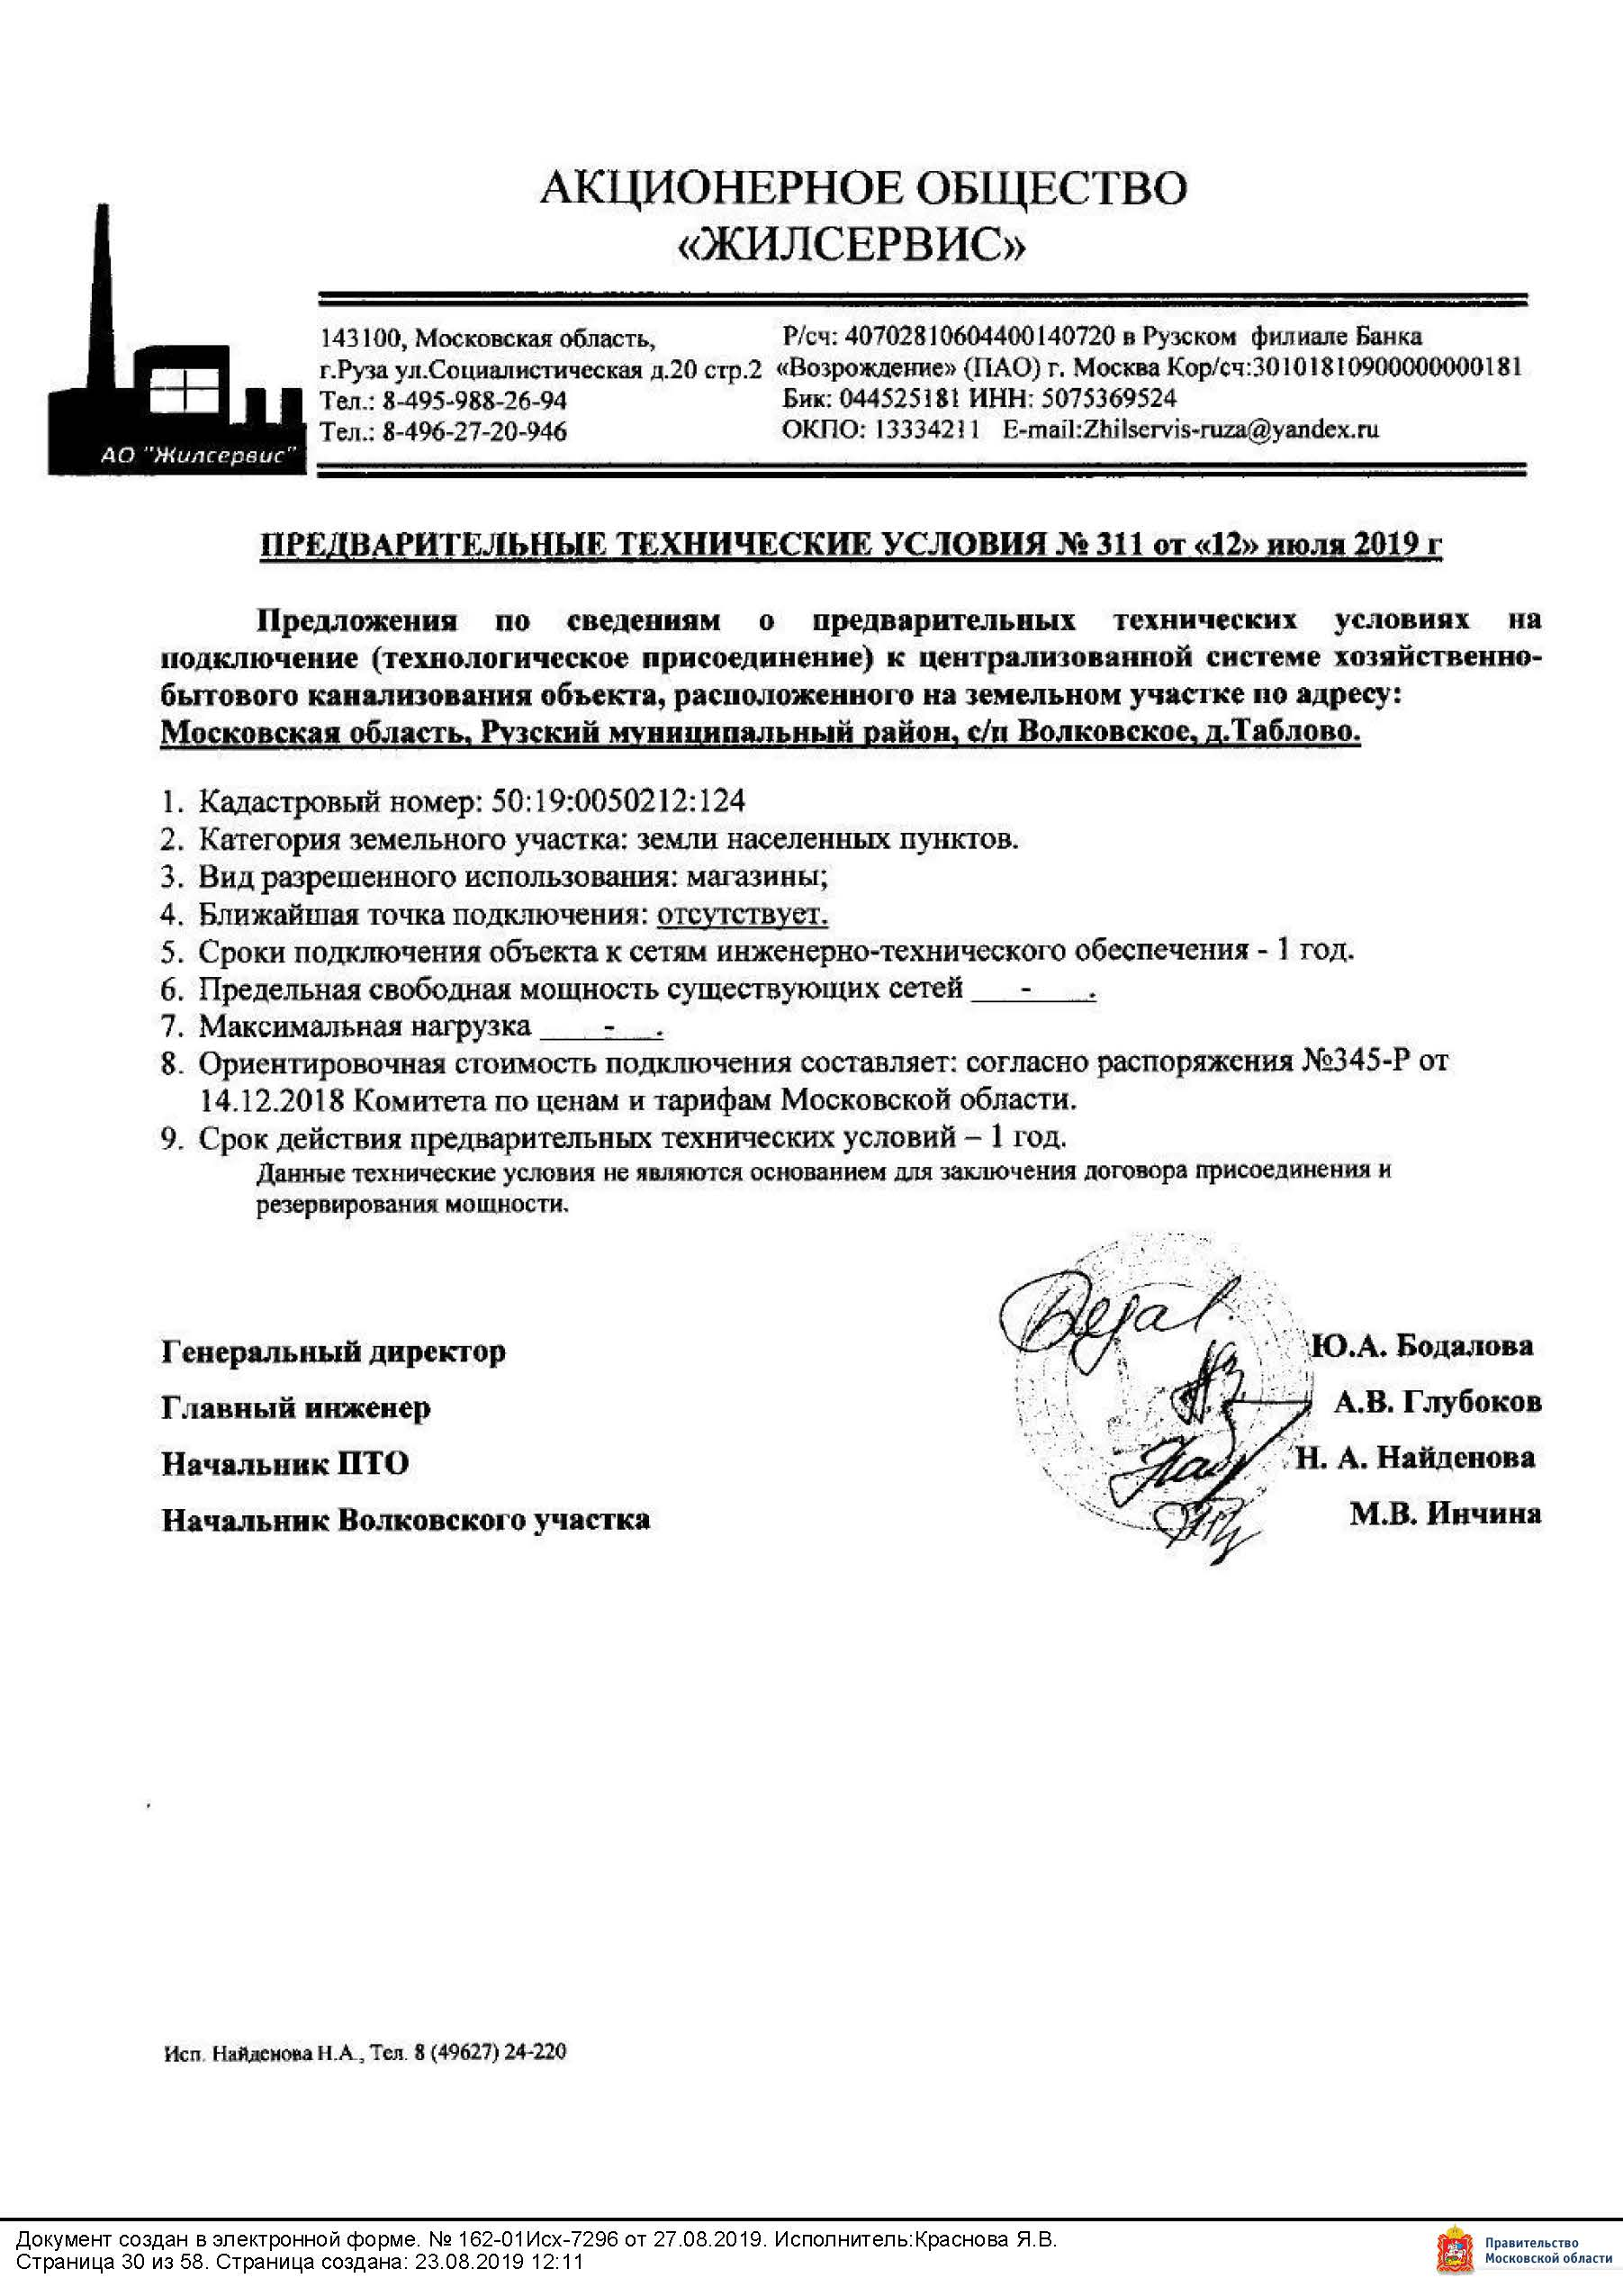 АКЦИОНЕРНОЕ ОБЩЕСТВО
«ЖИЛСЕРВИС»
АО "Жилсервис"
143100, Московская область,
г.Руза ул.Социалистическая д.20 стр.2
Тел.: 8-495-988-26-94
Тел.: 8-496-27-20-946
Р/сч: 40702810604400140720 в Рузском филиале Банка
«Возрождение» (ПАО) г. Москва Кор/сч:30101810900000000181
Бик: 044525181 ИНН: 5075369524
ОКПО: 13334211 E-mail:Zhilservis-ruza@yandex.ru
ПРЕДВАРИТЕЛЬНЫЕ ТЕХНИЧЕСКИЕ УСЛОВИЯ № 311 от «12» июля 2019 г
Предложения по сведениям о предварительных технических условиях на
подключение (технологическое присоединение) к централизованной системе хозяйственно-
бытового канализования объекта, расположенного на земельном участке по адресу:
Московская область, Рузский муниципальный район, с/п Волковское, д.Таблово.
1. Кадастровый номер: 50:19:0050212:124
2. Категория земельного участка: земли населенных пунктов.
3. Вид разрешенного использования: магазины;
4. Ближайшая точка подключения: отсутствует.
5. Сроки подключения объекта к сетям инженерно-технического обеспечения - 1 год.
6. Предельная свободная мощность существующих сетей ___-___.
7. Максимальная нагрузка ___-___.
8. Ориентировочная стоимость подключения составляет: согласно распоряжения №345-Р от
14.12.2018 Комитета по ценам и тарифам Московской области.
9. Срок действия предварительных технических условий – 1 год.
Данные технические условия не являются основанием для заключения договора присоединения и
резервирования мощности.
Генеральный директор Ю.А. Бодалова
Главный инженер А.В. Глубоков
Начальник ПТО Н. А. Найденова
Начальник Волковского участка М.В. Инчина
Исп. Найденова Н.А., Тел. 8 (49627) 24-220
Документ создан в электронной форме. № 162-01Исх-7296 от 27.08.2019. Исполнитель:Краснова Я.В.
Страница 30 из 58. Страница создана: 23.08.2019 12:11
Правительство
Московской области